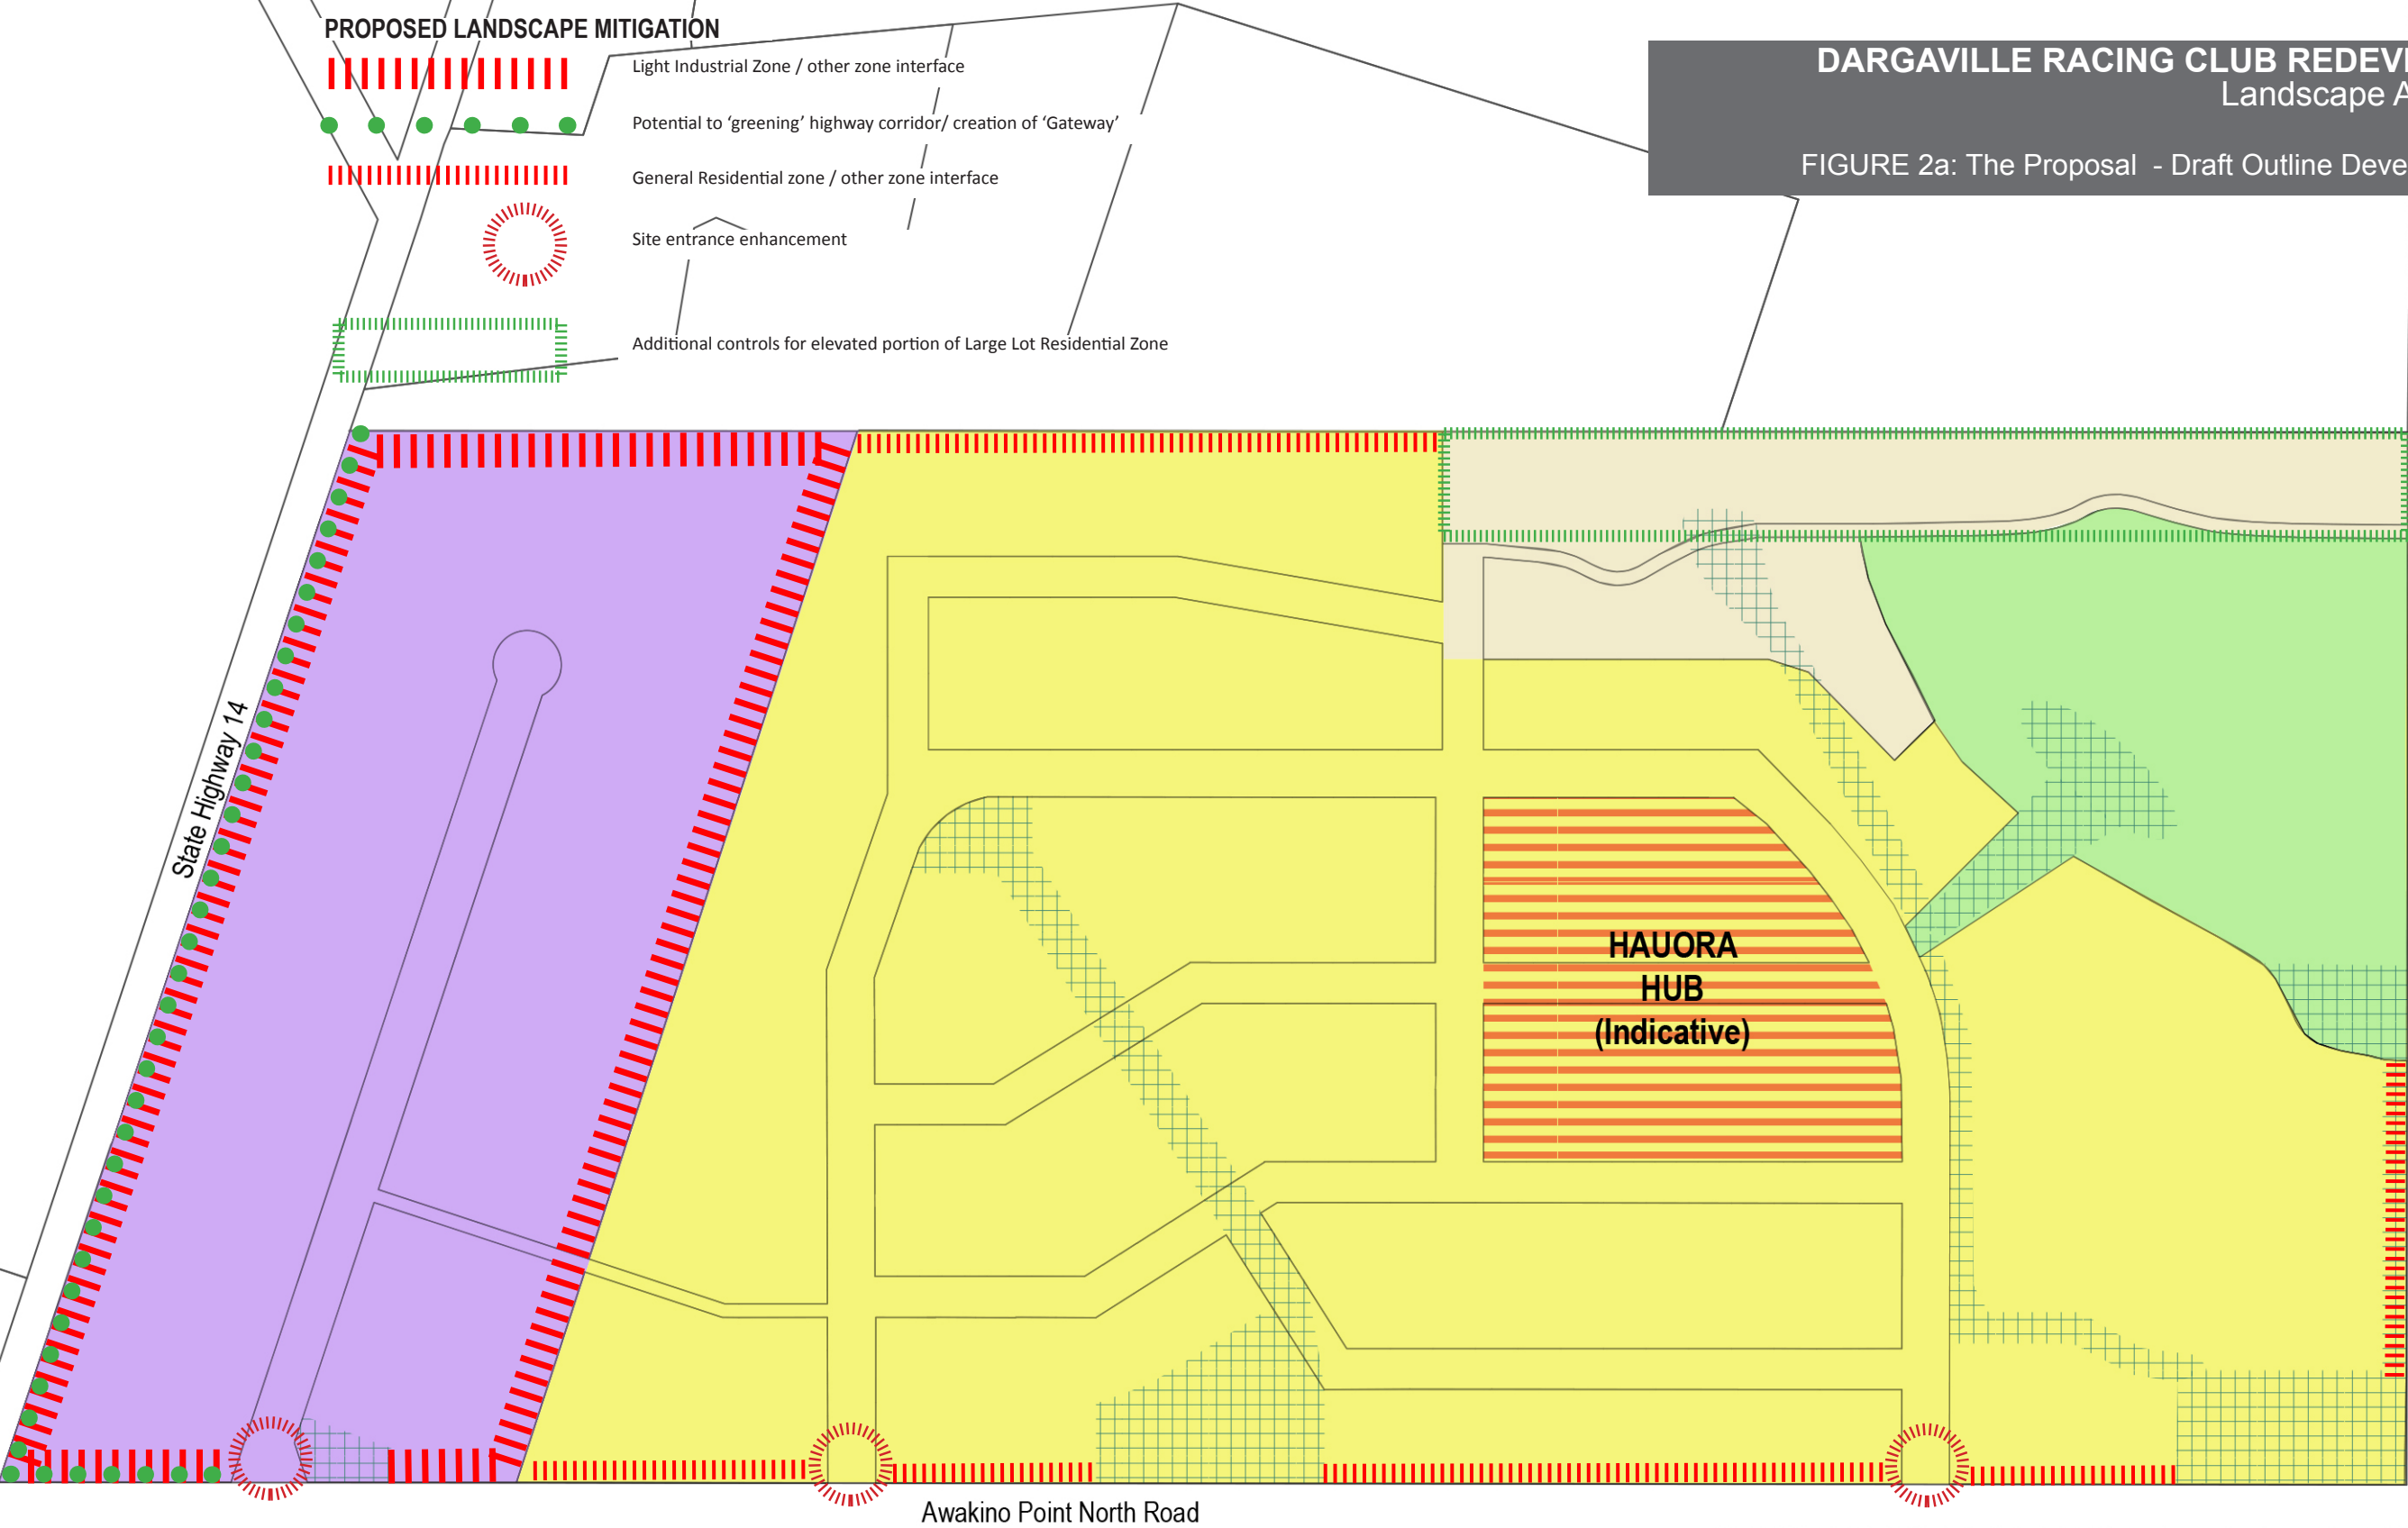 PROPOSED LANDSCAPE MITIGATION
Light Industrial Zone / other zone interface
Potential to ‘greening’ highway corridor/ creation of ‘Gateway’
General Residential zone / other zone interface
Site entrance enhancement
Additional controls for elevated portion of Large Lot Residential Zone
DARGAVILLE RACING CLUB REDEV
Landscape A
FIGURE 2a: The Proposal - Draft Outline Deve
State Highway 14
HAUORA
HUB
(Indicative)
Awakino Point North Road